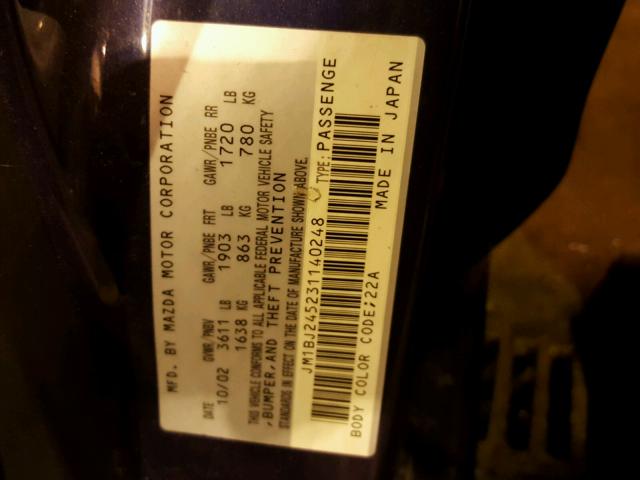 MFD. BY MAZDA MOTOR CORPORATION
DATE GVWR/PNBV GAWR/PNBE FRT GAWR/PNBE RR
10/02 3611 LB 1903 LB 1720 LB
1638 KG 863 KG 780 KG
THIS VEHICLE CONFORMS TO ALL APPLICABLE FEDERAL MOTOR VEHICLE SAFETY
,BUMPER,AND THEFT PREVENTION
STANDARDS IN EFFECT ON THE DATE OF MANUFACTURE SHOWN ABOVE.
JM1BJ245231140248 TYPE:PASSENGE
BODY COLOR CODE;22A MADE IN JAPAN